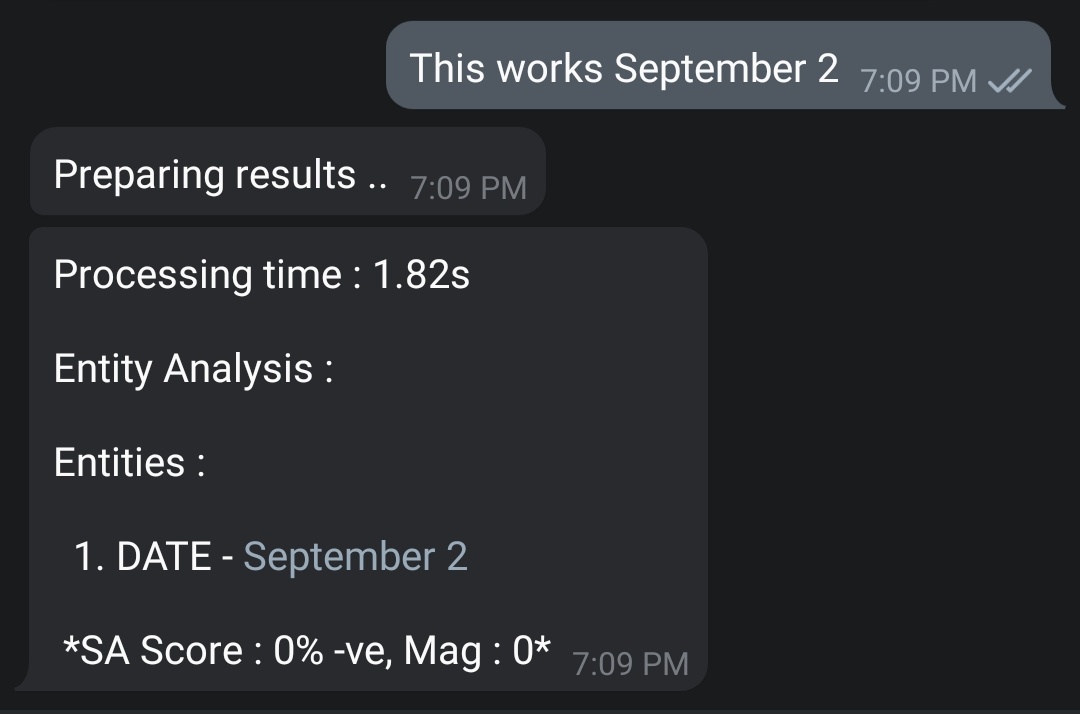 This works September 2 7:09 PM
Preparing results .. 7:09 PM
Processing time : 1.82s
Entity Analysis :
Entities :
1. DATE - September 2
*SA Score : 0% -ve, Mag : 0* 7:09 PM